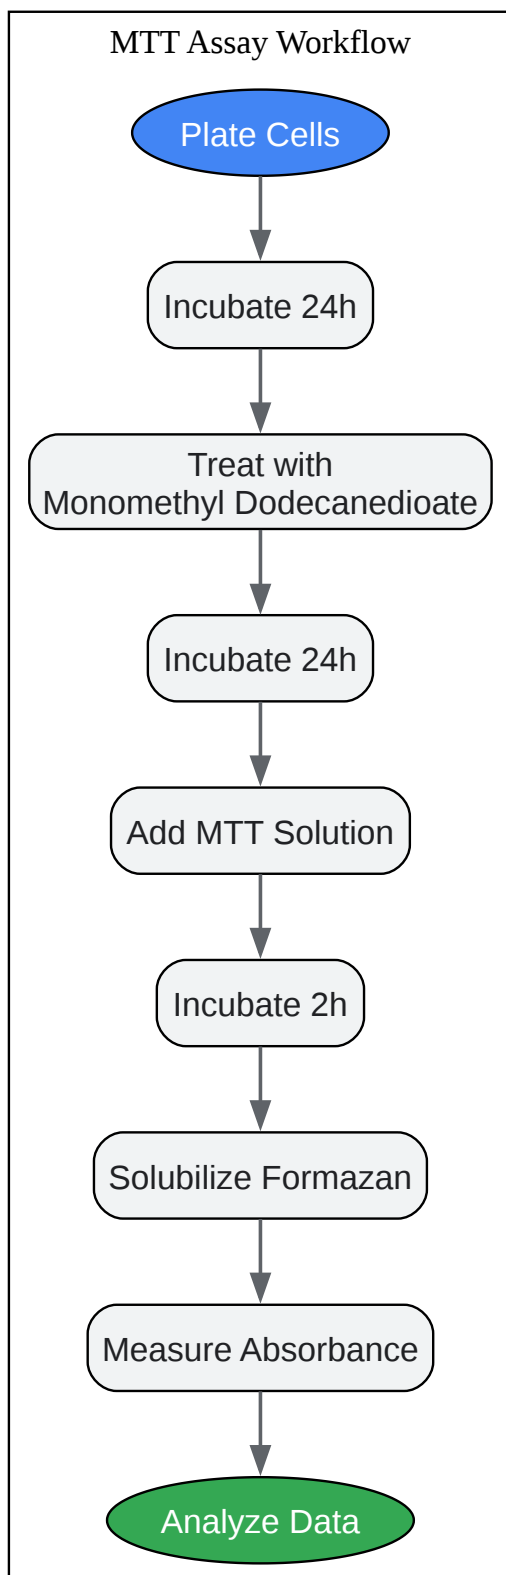 MTT Assay Workflow
Plate Cells
Incubate 24h
Treat with
Monomethyl Dodecanedioate
Incubate 24h
Add MTT Solution
Incubate 2h
Solubilize Formazan
Measure Absorbance
Analyze Data